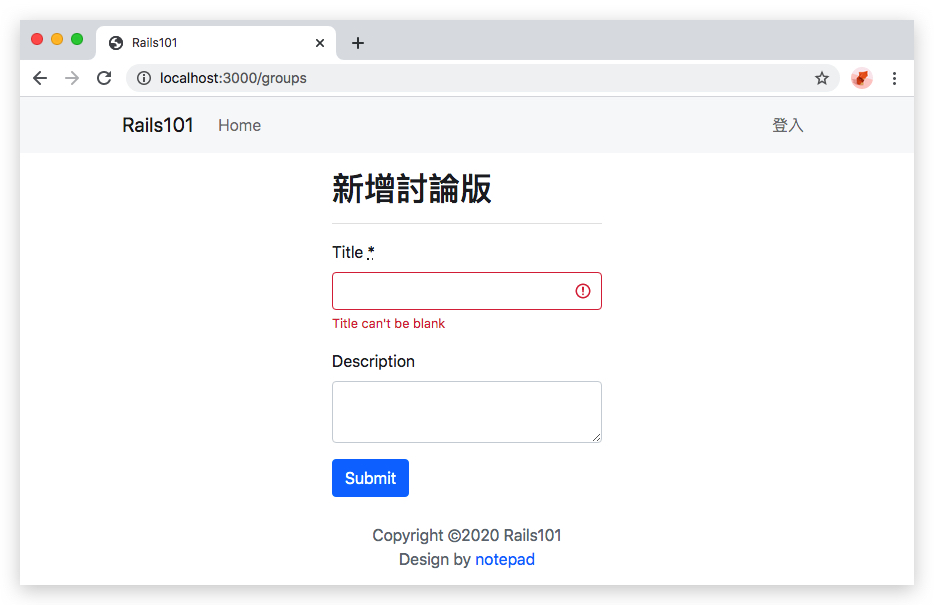 Rails101
localhost:3000/groups
Rails101 Home 登入
新增討論版
Title *
Title can't be blank
Description
Submit
Copyright ©2020 Rails101
Design by notepad